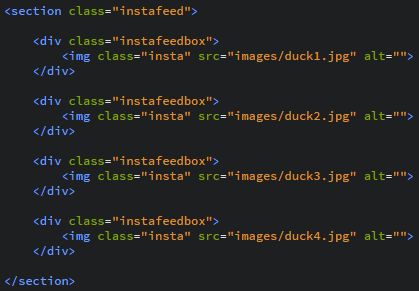 <section class="instafeed">
<div class="instafeedbox">
<img class="insta" src="images/duck1.jpg" alt="">
</div>
<div class="instafeedbox">
<img class="insta" src="images/duck2.jpg" alt="">
</div>
<div class="instafeedbox">
<img class="insta" src="images/duck3.jpg" alt="">
</div>
<div class="instafeedbox">
<img class="insta" src="images/duck4.jpg" alt="">
</div>
</section>